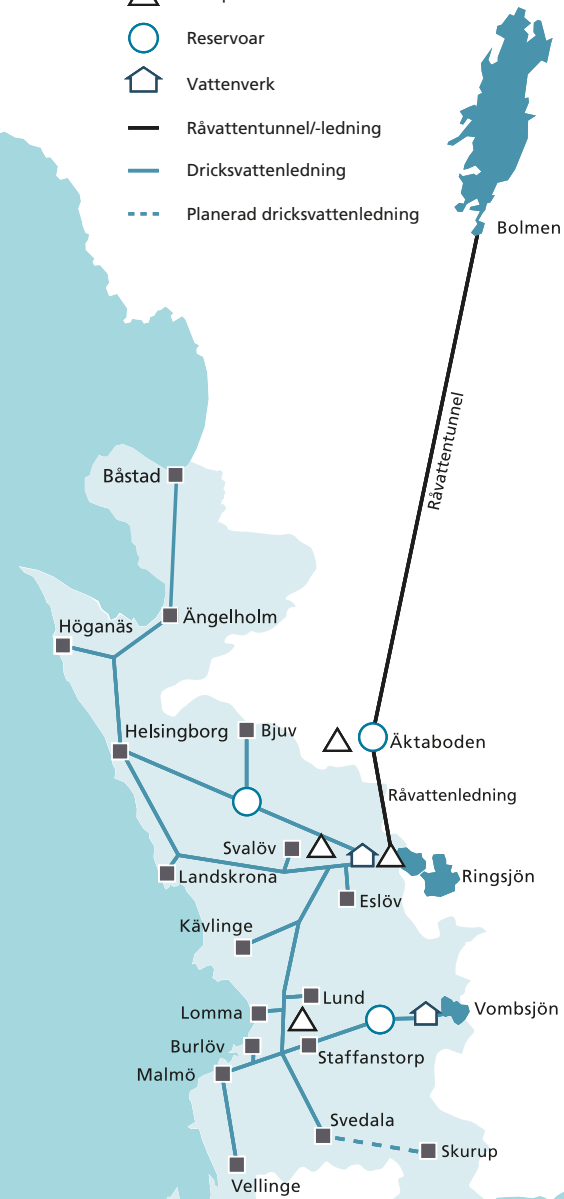 Reservoar
Vattenverk
Råvattentunnel/-ledning
Dricksvattenledning
Planerad dricksvattenledning
Bolmen
Råvattentunnel
Båstad
Ängelholm
Höganäs
Helsingborg
Bjuv
Äktaboden
Råvattenledning
Svalöv
Landskrona
Ringsjön
Eslöv
Kävlinge
Lund
Lomma
Vombsjön
Burlöv
Staffanstorp
Malmö
Svedala
Skurup
Vellinge